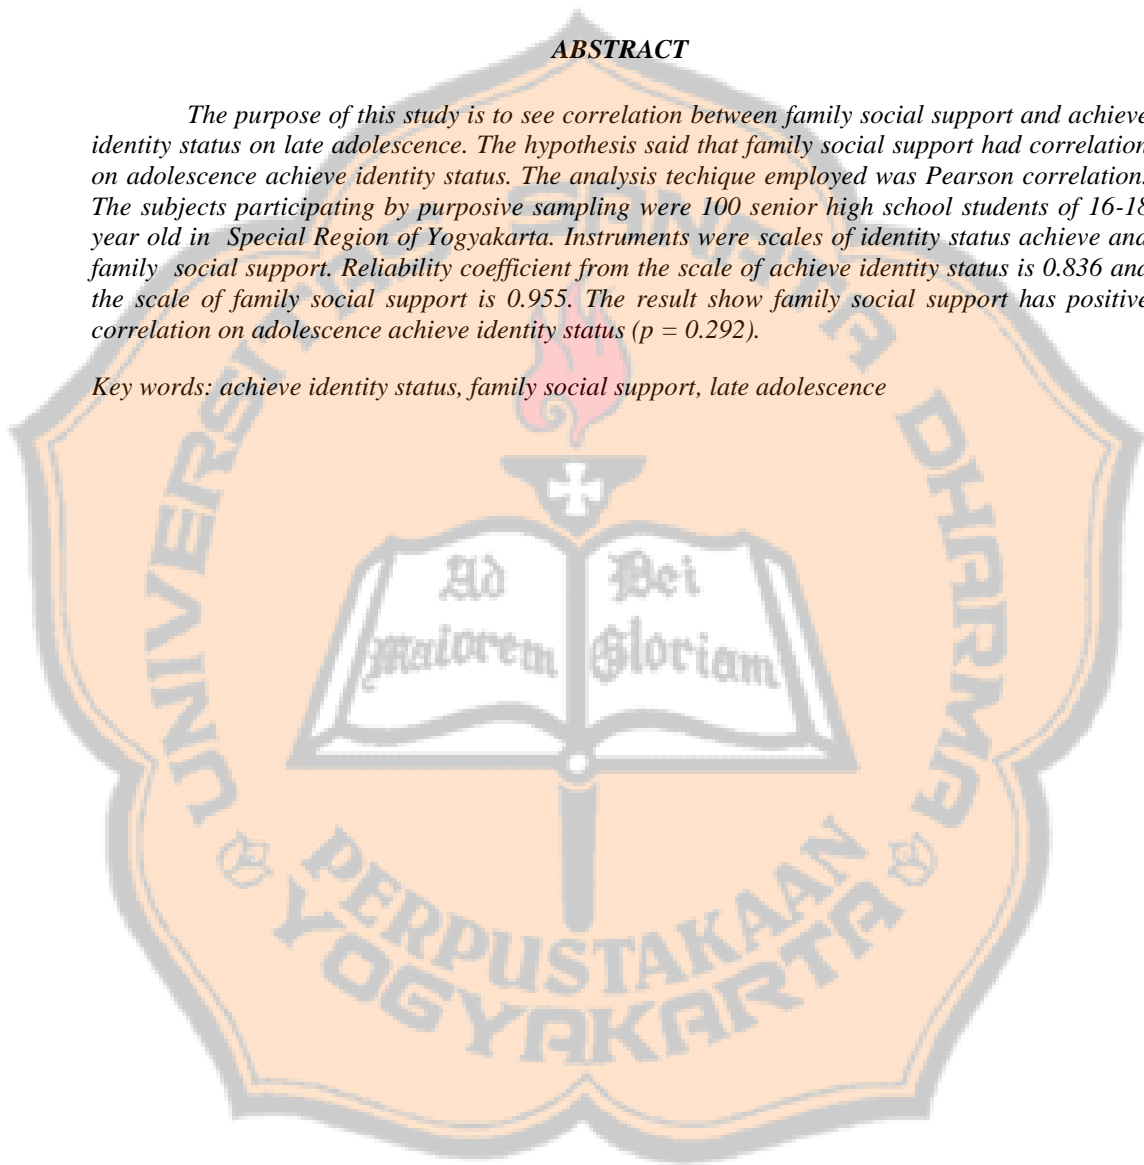 ABSTRACT
The purpose of this study is to see correlation between family social support and achieve
identity status on late adolescence. The hypothesis said that family social support had correlation
on adolescence achieve identity status. The analysis techique employed was Pearson correlation.
The subjects participating by purposive sampling were 100 senior high school students of 16-18
year old in Special Region of Yogyakarta. Instruments were scales of identity status achieve and
family social support. Reliability coefficient from the scale of achieve identity status is 0.836 and
the scale of family social support is 0.955. The result show family social support has positive
correlation on adolescence achieve identity status (p = 0.292).
Key words: achieve identity status, family social support, late adolescence
UNIVERSITAS SANATA DHARMA
Ad Dei
Maiorem Gloriam
PERPUSTAKAAN
YOGYAKARTA